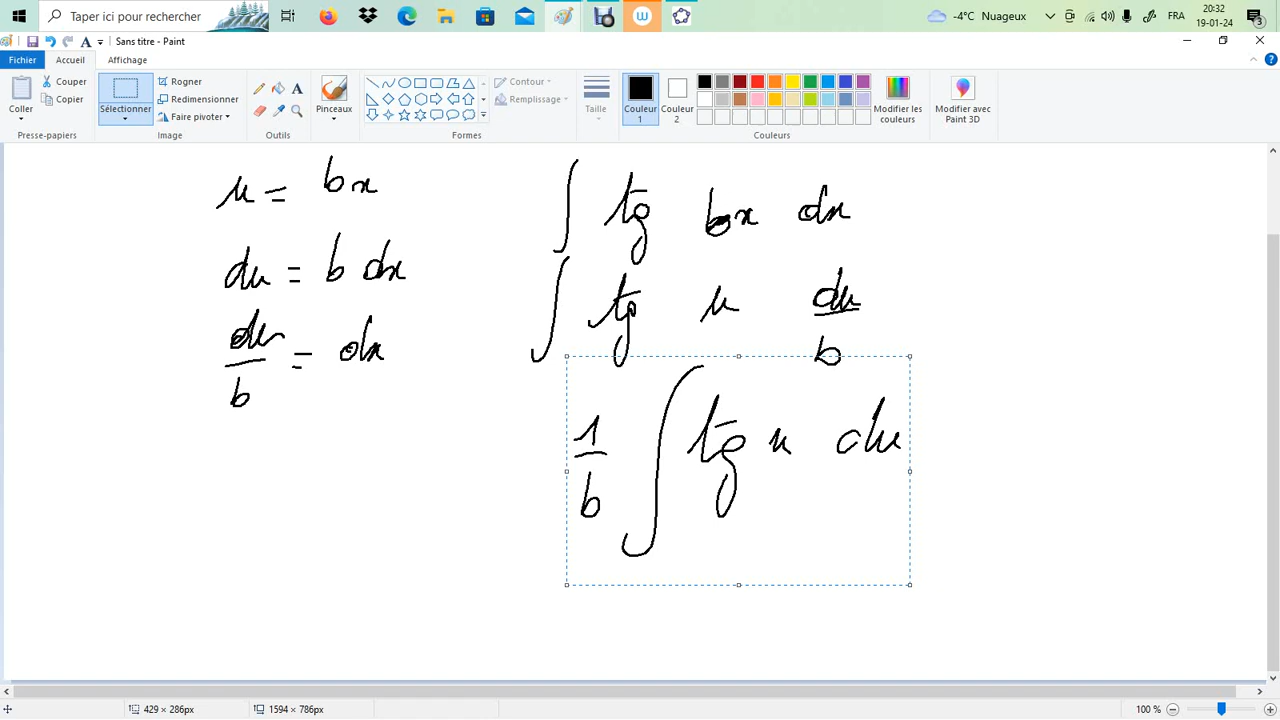 Taper ici pour rechercher
-4°C Nuageux
FRA
20:32
19-01-24
3
Sans titre - Paint
Fichier
Accueil
Affichage
Coller
Couper
Copier
Presse-papiers
Sélectionner
Rogner
Redimensionner
Faire pivoter
Image
Outils
Pinceaux
Contour
Remplissage
Formes
Taille
Couleur 1
Couleur 2
Modifier les couleurs
Couleurs
Modifier avec Paint 3D
u = bx
du = b dx
du/b = dx
∫ tg bx dx
∫ tg u du/b
1/b ∫ tg u du
429 × 286px
1594 × 786px
100 %